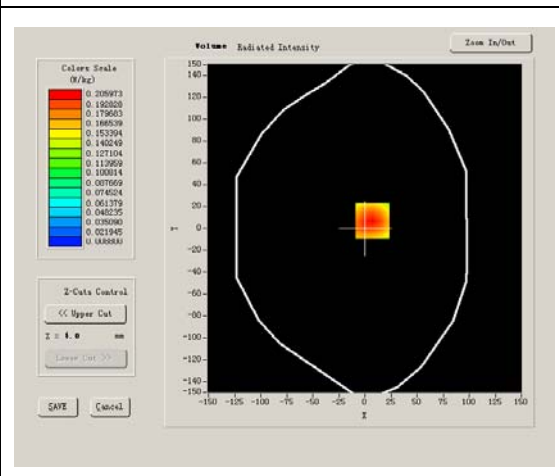 Volume Radiated Intensity
Zoom In/Out
Colors Scale
(W/kg)
0.205973
0.192828
0.179683
0.166539
0.153394
0.140249
0.127104
0.113959
0.100814
0.087669
0.074524
0.061379
0.048235
0.035090
0.021945
0.008800
150
140
120
100
80
60
40
20
0
-20
-40
-60
-80
-100
-120
-140
-150
Y
-150 -125 -100 -75 -50 -25 0 25 50 75 100 125 150
X
Z-Cuts Control
<< Upper Cut
Z = 4.0 mm
Lower Cut >>
SAVE
Cancel